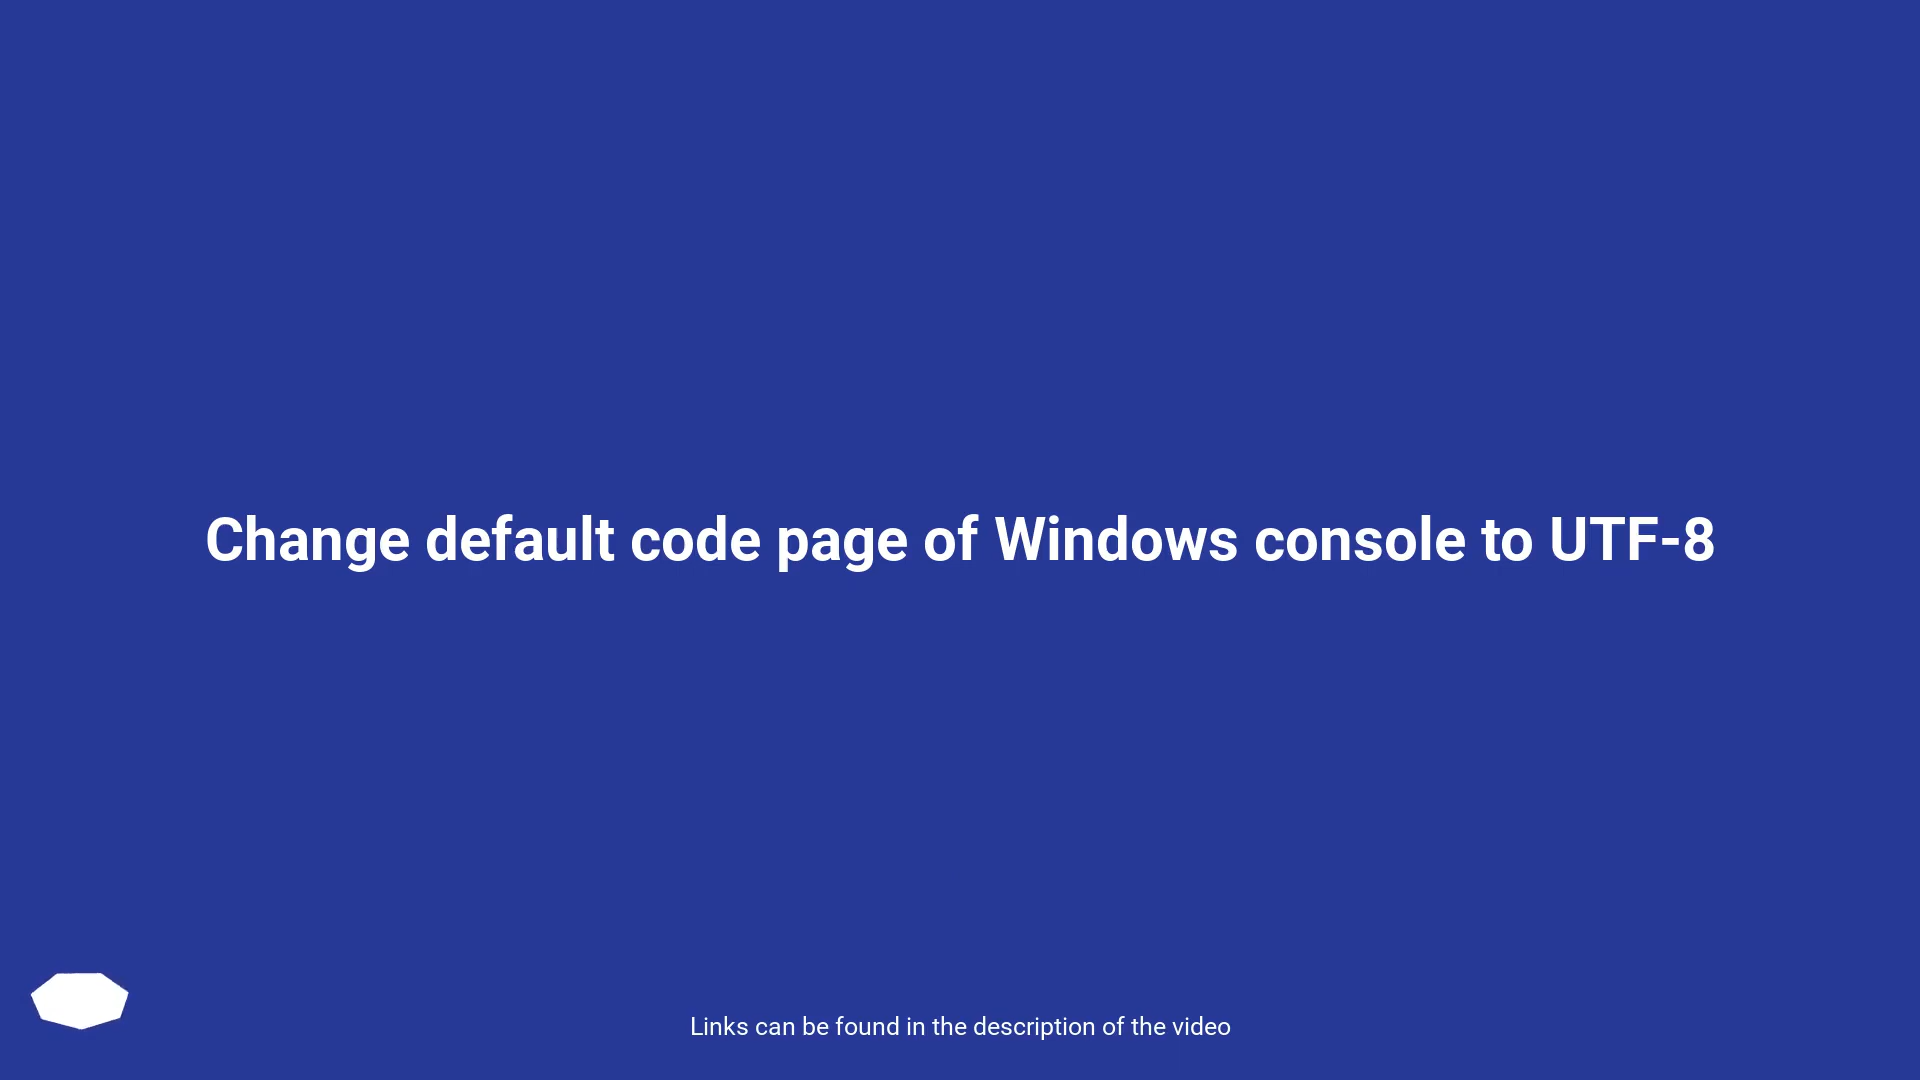 Change default code page of Windows console to UTF-8
Links can be found in the description of the video